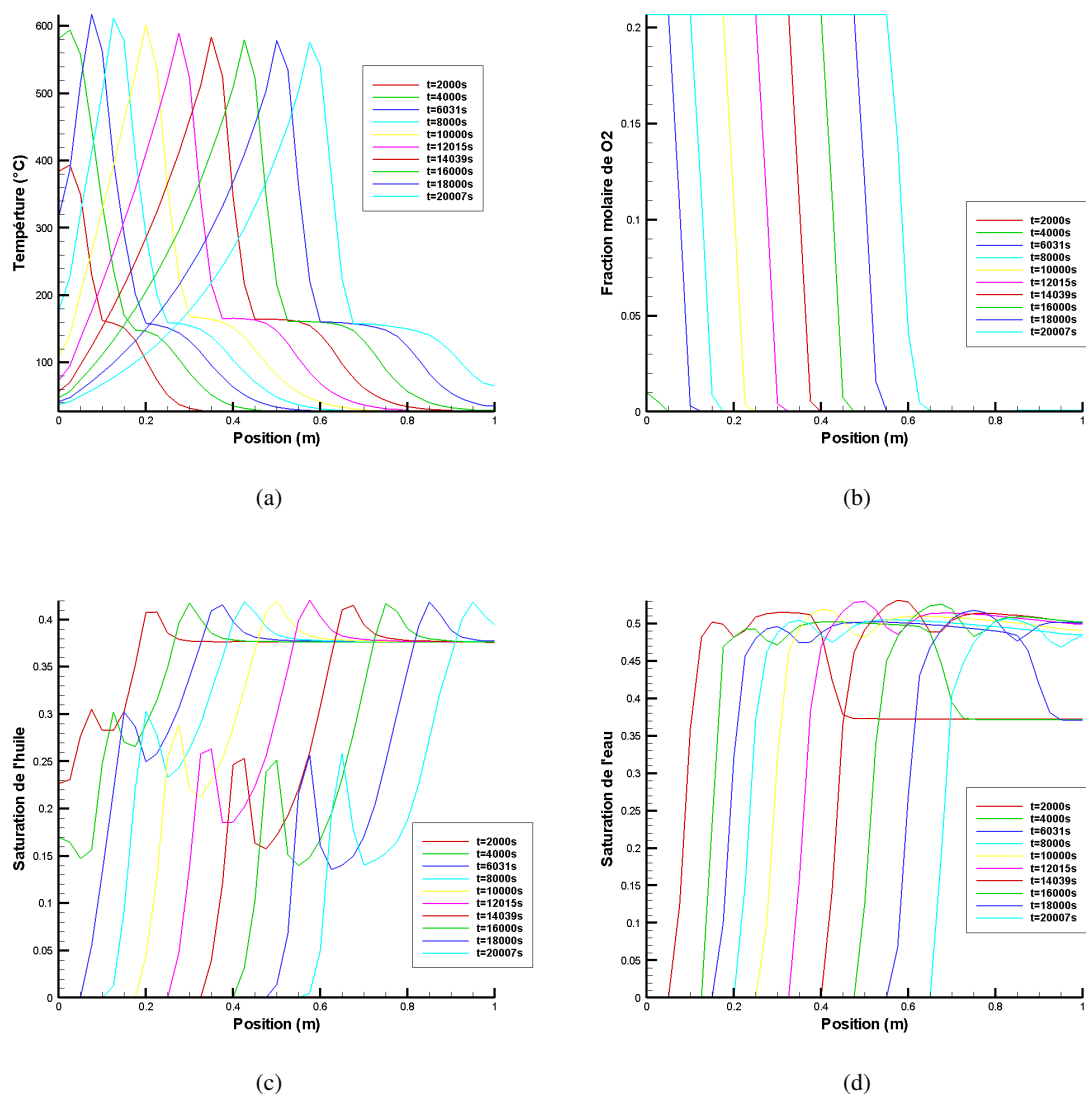 600
500
400
300
200
100
0
0.2
0.4
0.6
0.8
1
Position (m)
Tempérture (°C)
t=2000s
t=4000s
t=6031s
t=8000s
t=10000s
t=12015s
t=14039s
t=16000s
t=18000s
t=20007s
(a)
0.2
0.15
0.1
0.05
0
0
0.2
0.4
0.6
0.8
1
Position (m)
Fraction molaire de O2
t=2000s
t=4000s
t=6031s
t=8000s
t=10000s
t=12015s
t=14039s
t=16000s
t=18000s
t=20007s
(b)
0.4
0.35
0.3
0.25
0.2
0.15
0.1
0.05
0
0
0.2
0.4
0.6
0.8
1
Position (m)
Saturation de l'huile
t=2000s
t=4000s
t=6031s
t=8000s
t=10000s
t=12015s
t=14039s
t=16000s
t=18000s
t=20007s
(c)
0.5
0.45
0.4
0.35
0.3
0.25
0.2
0.15
0.1
0.05
0
0
0.2
0.4
0.6
0.8
1
Position (m)
Saturation de l'eau
t=2000s
t=4000s
t=6031s
t=8000s
t=10000s
t=12015s
t=14039s
t=16000s
t=18000s
t=20007s
(d)